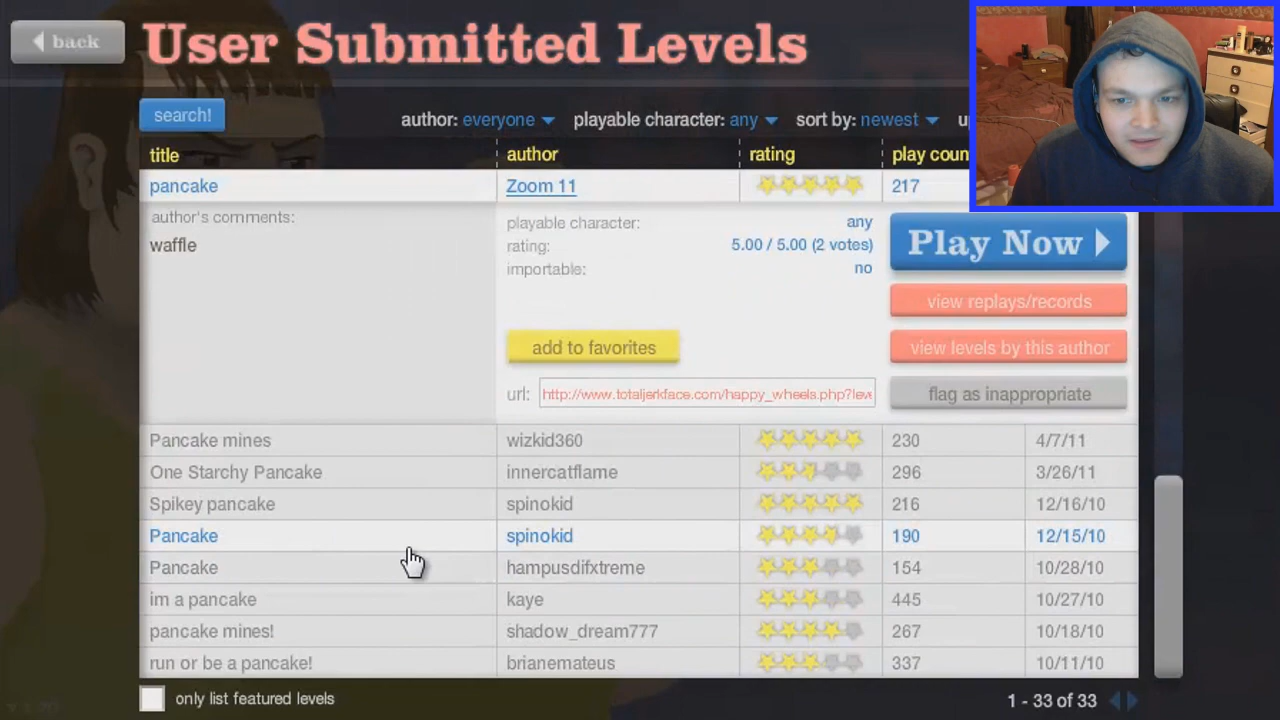 back
User Submitted Levels
search!
author: everyone playable character: any sort by: newest
title author rating play coun
pancake Zoom 11 217
author's comments:
waffle
playable character: any
rating: 5.00 / 5.00 (2 votes)
importable: no
Play Now
view replays/records
add to favorites
view levels by this author
url: http://www.totaljerkface.com/happy_wheels.php?leve
flag as inappropriate
Pancake mines wizkid360 230 4/7/11
One Starchy Pancake innercatflame 296 3/26/11
Spikey pancake spinokid 216 12/16/10
Pancake spinokid 190 12/15/10
Pancake hampusdifxtreme 154 10/28/10
im a pancake kaye 445 10/27/10
pancake mines! shadow_dream777 267 10/18/10
run or be a pancake! brianemateus 337 10/11/10
only list featured levels
1 - 33 of 33